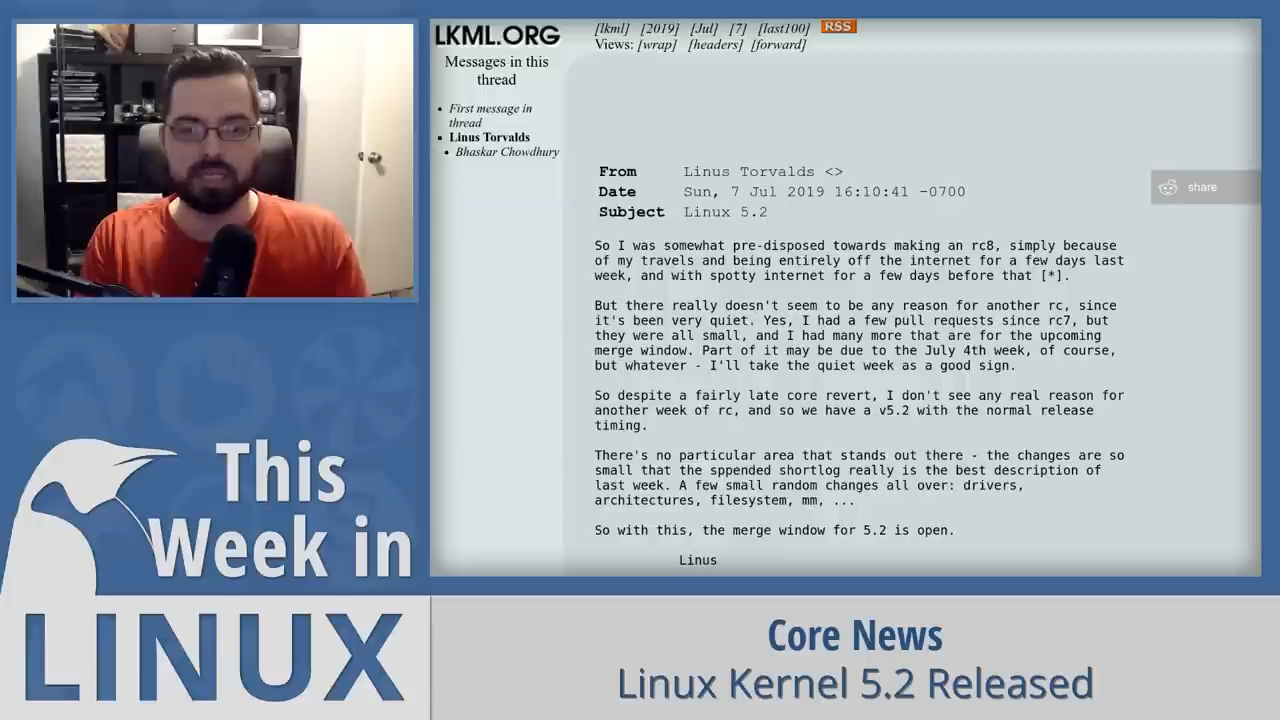 LKML.ORG
Messages in this
thread
• First message in
thread
• Linus Torvalds
• Bhaskar Chowdhury
[lkml] [2019] [Jul] [7] [last100] RSS
Views: [wrap] [headers] [forward]
From Linus Torvalds <>
Date Sun, 7 Jul 2019 16:10:41 -0700
Subject Linux 5.2
share
So I was somewhat pre-disposed towards making an rc8, simply because
of my travels and being entirely off the internet for a few days last
week, and with spotty internet for a few days before that [*].
But there really doesn't seem to be any reason for another rc, since
it's been very quiet. Yes, I had a few pull requests since rc7, but
they were all small, and I had many more that are for the upcoming
merge window. Part of it may be due to the July 4th week, of course,
but whatever - I'll take the quiet week as a good sign.
So despite a fairly late core revert, I don't see any real reason for
another week of rc, and so we have a v5.2 with the normal release
timing.
There's no particular area that stands out there - the changes are so
small that the sppended shortlog really is the best description of
last week. A few small random changes all over: drivers,
architectures, filesystem, mm, ...
So with this, the merge window for 5.2 is open.
Linus
This
Week in
LINUX
Core News
Linux Kernel 5.2 Released